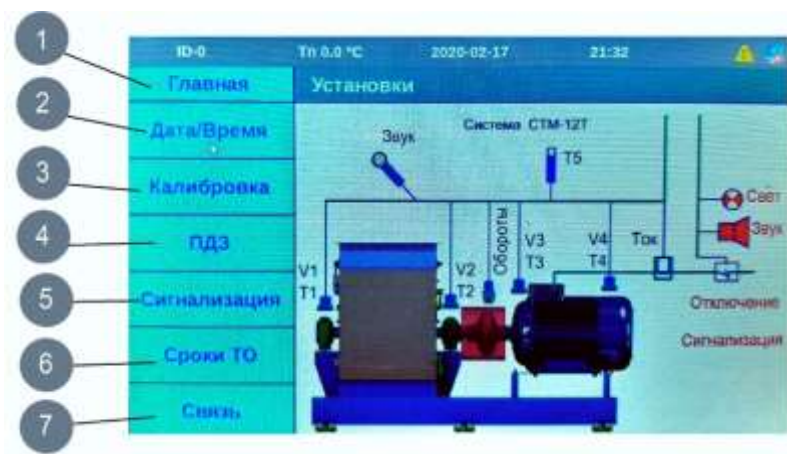 1
ID-0 Тп 0.0 °C 2020-02-17 21:32
Главная Установки
2
Дата/Время
3
Калибровка
4
ПДЗ
5
Сигнализация
6
Сроки ТО
7
Связь
Звук
Система СТМ-12Т
T5
Свет
Звук
Обороты
V1
T1
V2
T2
V3
T3
V4
T4
Ток
Отключение
Сигнализация